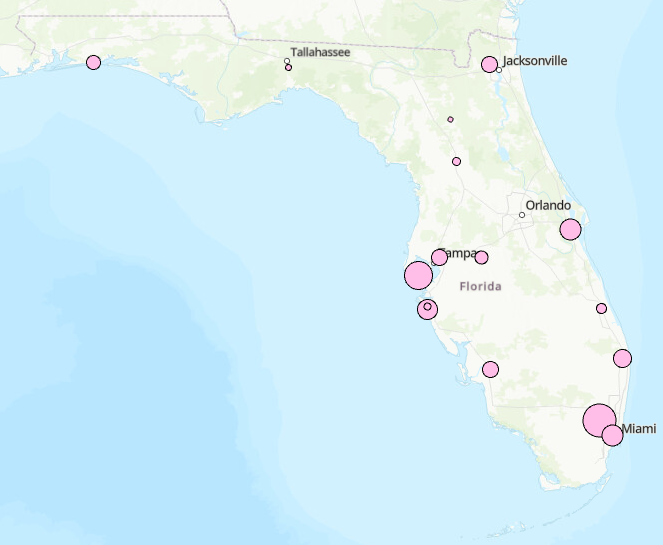 Tallahassee
Jacksonville
Orlando
Tampa
Florida
Miami